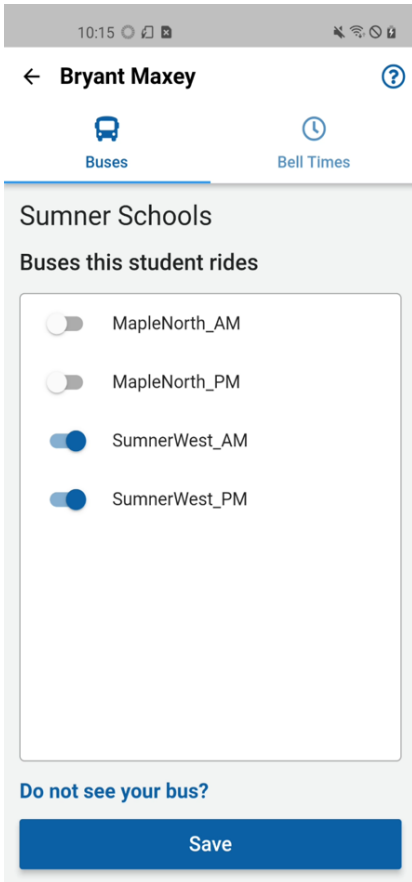 10:15
Bryant Maxey
Buses
Bell Times
Sumner Schools
Buses this student rides
MapleNorth_AM
MapleNorth_PM
SumnerWest_AM
SumnerWest_PM
Do not see your bus?
Save